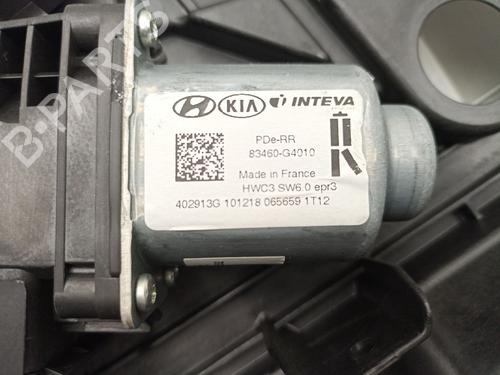 HYUNDAI KIA INTEVA
PDe-RR
83460-G4010
Made in France
HWC3 SW6.0 epr3
402913G 101218 065659 1T12
B-PARTS